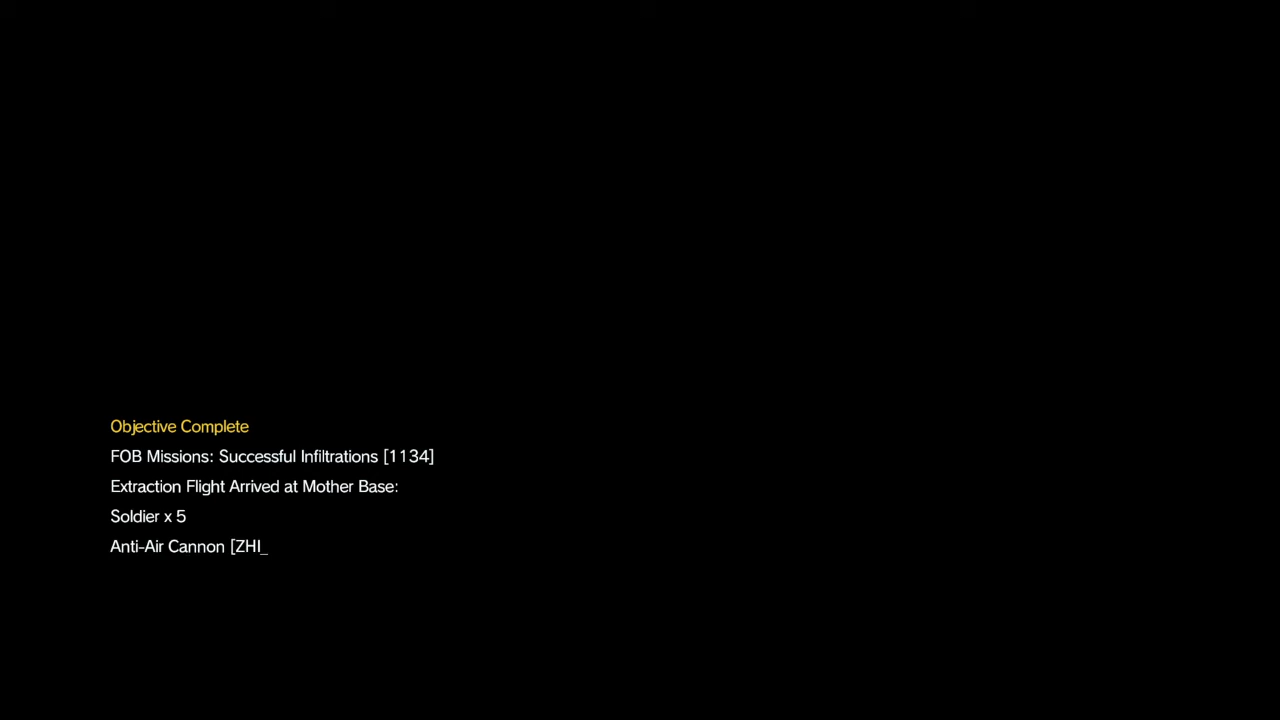 Objective Complete
FOB Missions: Successful Infiltrations [1134]
Extraction Flight Arrived at Mother Base:
Soldier x 5
Anti-Air Cannon [ZHI_